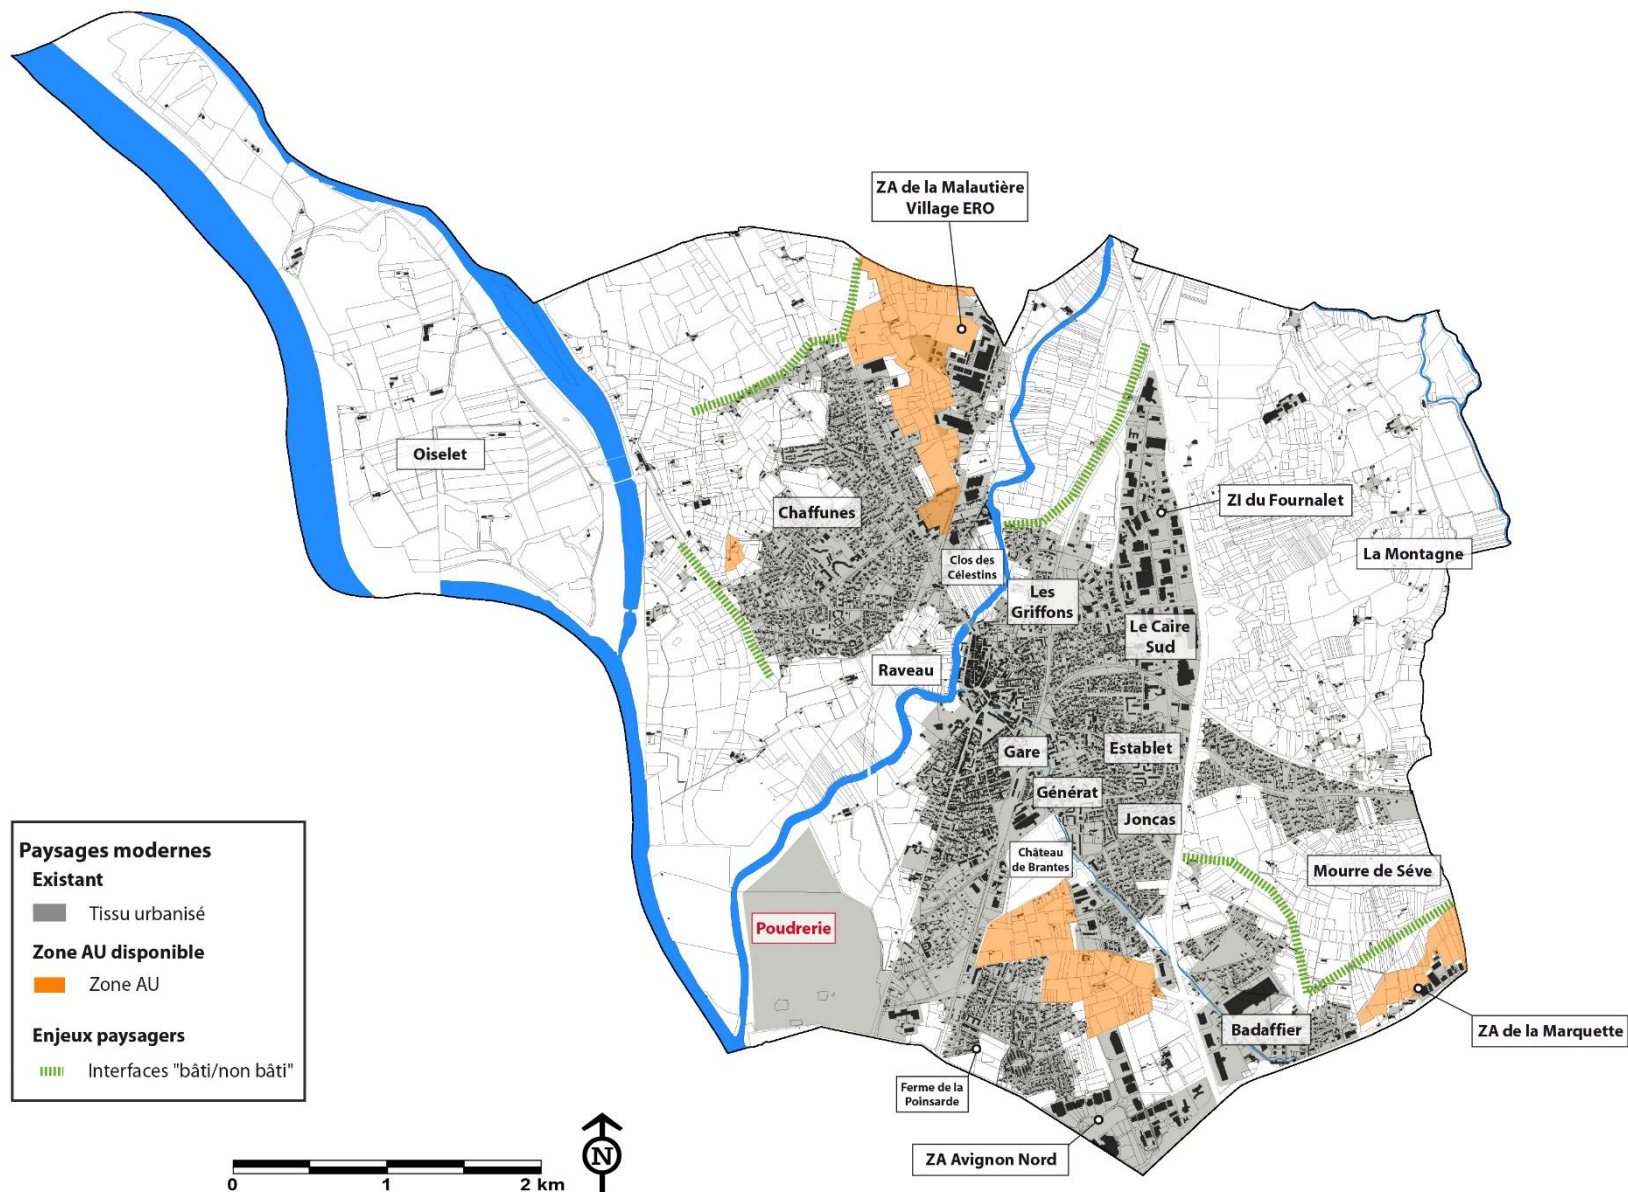 ZA de la Malautière
Village ERO
Oiselet
Chaffunes
ZI du Fournalet
La Montagne
Clos des
Célestins
Les
Griffons
Le Caire
Sud
Raveau
Gare
Establet
Générat
Joncas
Château
de Brantes
Mourre de Séve
Poudrerie
Badaffier
ZA de la Marquette
Ferme de la
Poinsarde
ZA Avignon Nord
Paysages modernes
Existant
Tissu urbanisé
Zone AU disponible
Zone AU
Enjeux paysagers
Interfaces "bâti/non bâti"
0 1 2 km
N